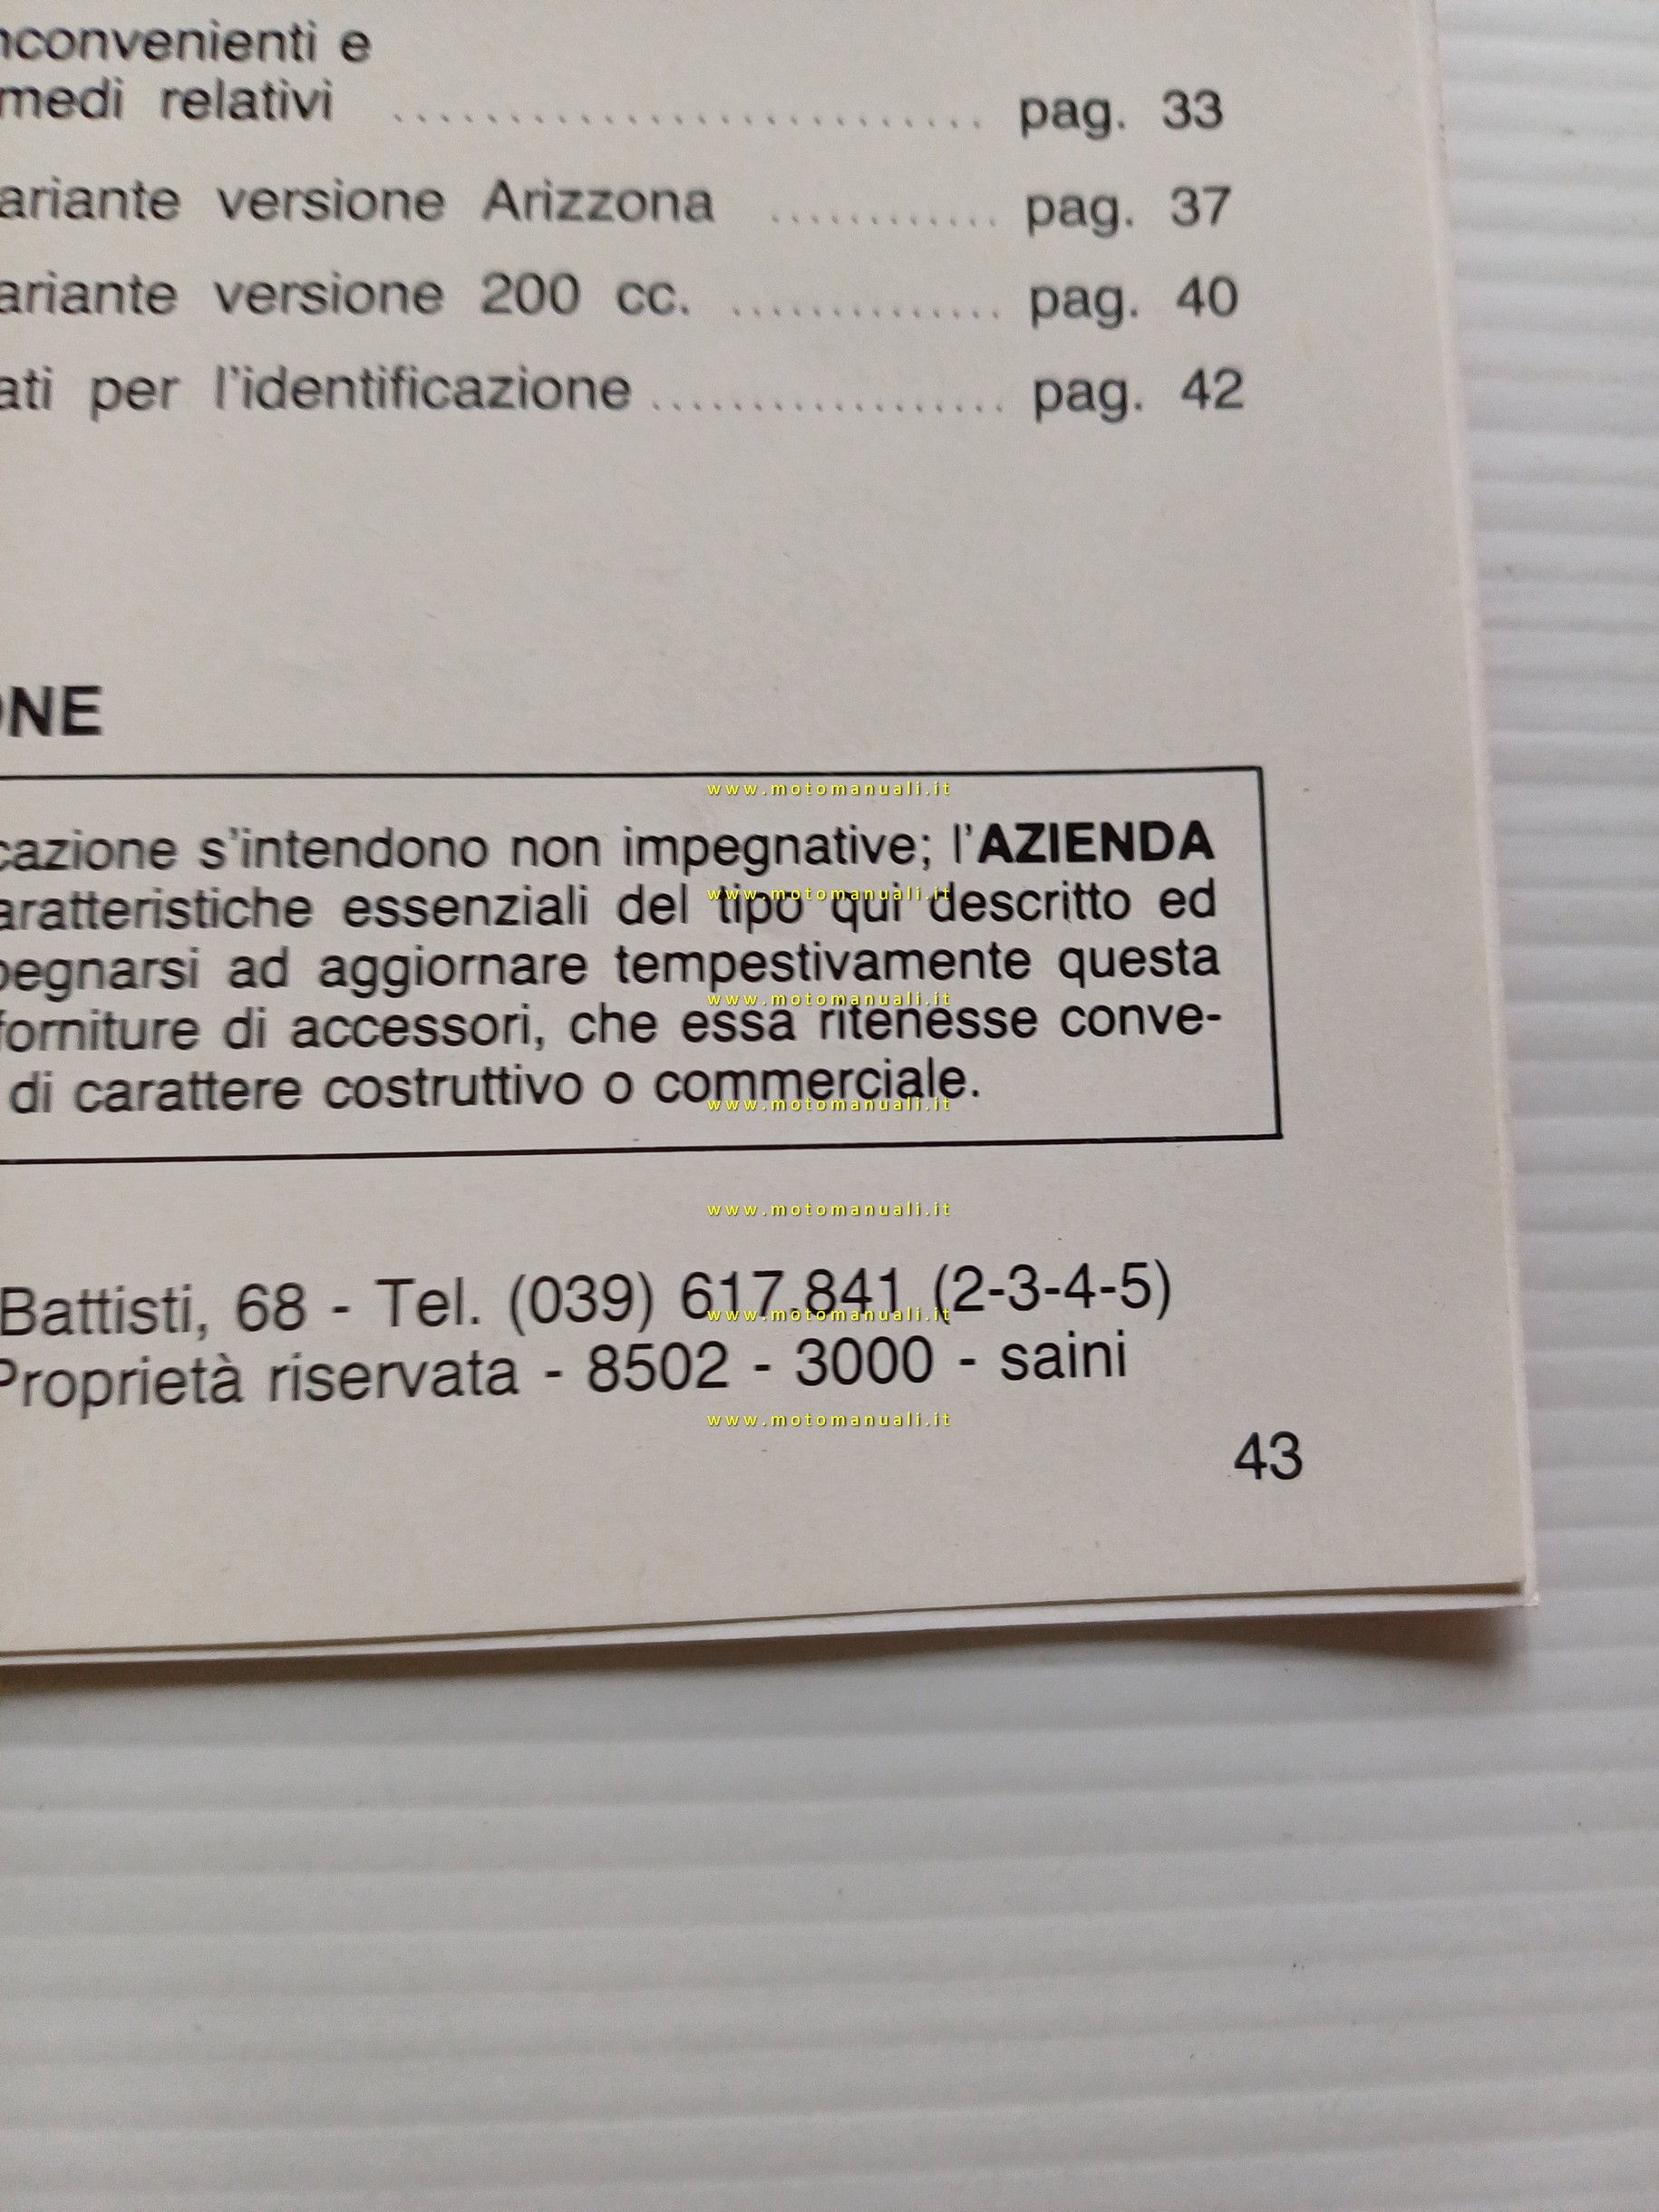 nconvenienti e
medi relativi ........................... pag. 33
ariante versione Arizzona ............ pag. 37
ariante versione 200 cc. .............. pag. 40
ati per l'identificazione .................. pag. 42
ONE
www.motomanuali.it
cazione s'intendono non impegnative; l'AZIENDA
aratteristiche essenziali del tipo qui descritto ed
www.motomanuali.it
pegnarsi ad aggiornare tempestivamente questa
www.motomanuali.it
forniture di accessori, che essa ritenesse conve-
di carattere costruttivo o commerciale.
www.motomanuali.it
www.motomanuali.it
Battisti, 68 - Tel. (039) 617.841 (2-3-4-5)
www.motomanuali.it
Proprietà riservata - 8502 - 3000 - saini
www.motomanuali.it
43